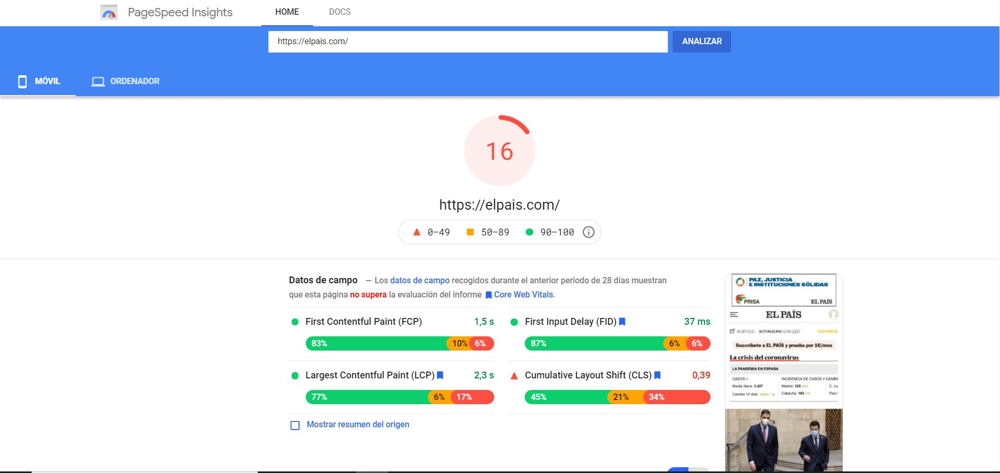 PageSpeed Insights
HOME
DOCS
https://elpais.com/
ANALIZAR
MÓVIL
ORDENADOR
16
https://elpais.com/
0–49
50–89
90–100
Datos de campo — Los datos de campo recogidos durante el anterior periodo de 28 días muestran
que esta página no supera la evaluación del informe Core Web Vitals.
First Contentful Paint (FCP) 1,5 s
83% 10% 6%
First Input Delay (FID) 37 ms
87% 6% 6%
Largest Contentful Paint (LCP) 2,3 s
77% 6% 17%
Cumulative Layout Shift (CLS) 0,39
45% 21% 34%
Mostrar resumen del origen
PAZ, JUSTICIA
E INSTITUCIONES SÓLIDAS
PRISA
EL PAÍS
EL PAÍS
19 SEP 2021 · ACTUALIZADO 12:50 CEST
SUSCRÍBETE
Suscríbete a EL PAÍS y prueba por 1€/mes
La crisis del coronavirus
LA PANDEMIA EN ESPAÑA
CASOS >
Media diaria: 3.427
Cambio 14 días:
INCIDENCIA DE CASOS Y CAMBI
Madrid: 129
Cataluña: 183
C. La
País